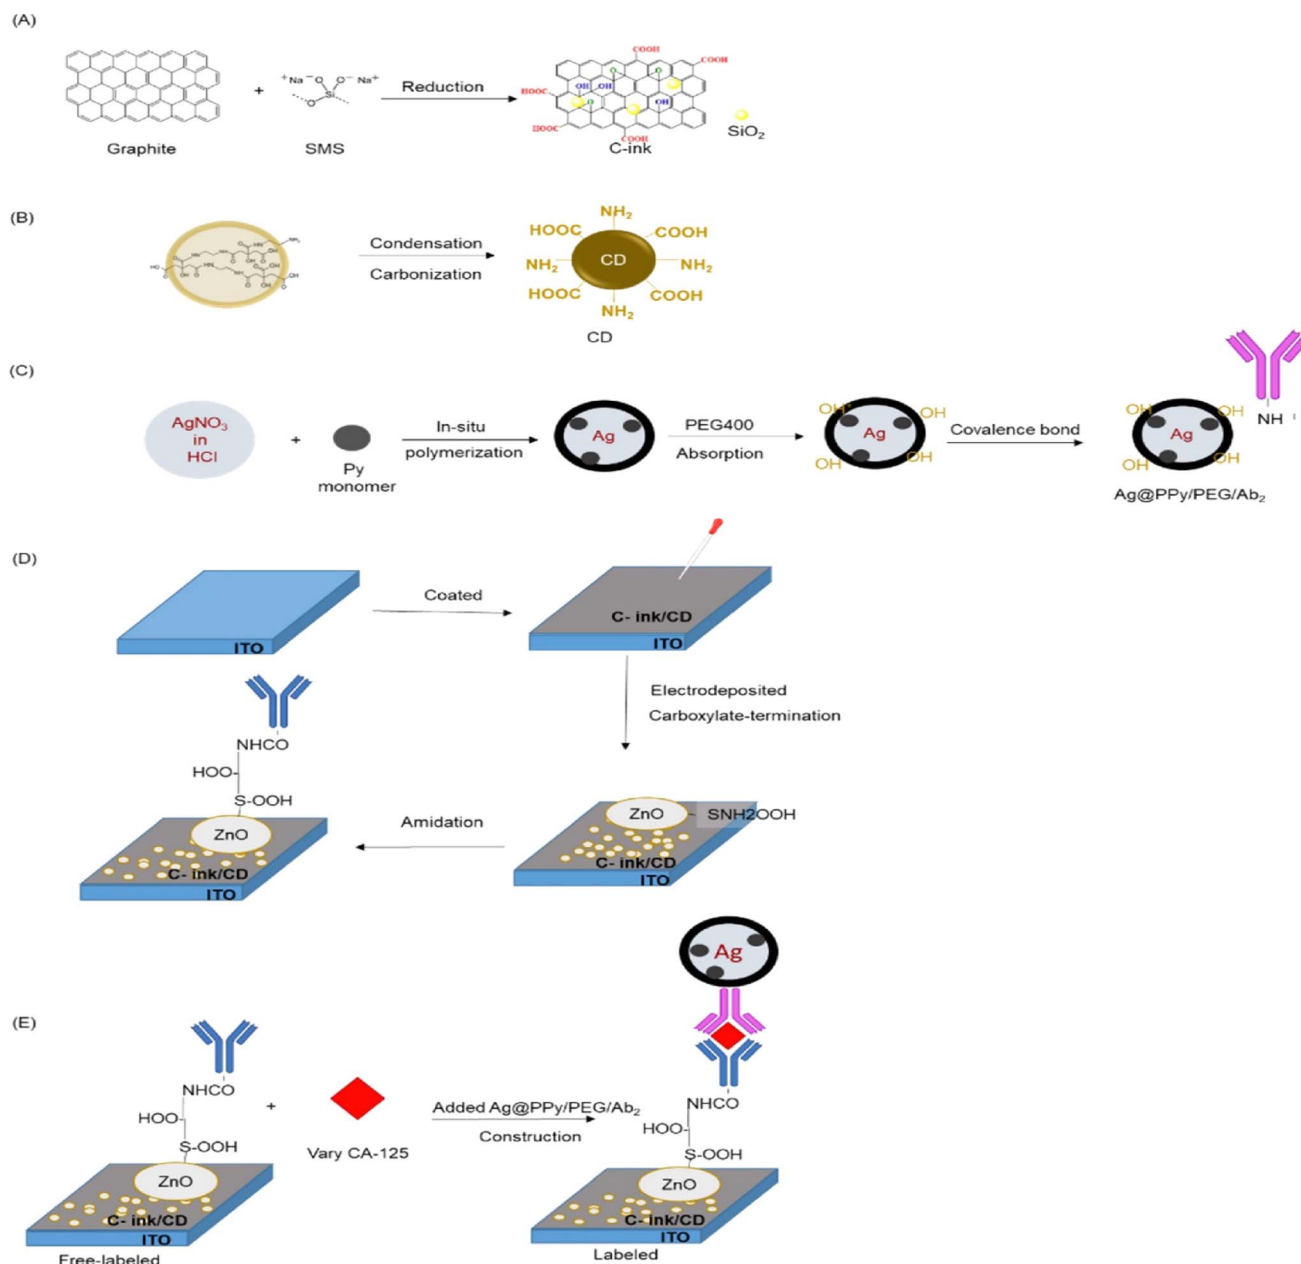 (A)
+Na −O O− Na+
Si
O
+
Reduction
Graphite
SMS
COOH
COOH
O
O
OH
OH
HOOC
O
OH
HOOC
COOH
C-ink
SiO2
(B)
Condensation
Carbonization
NH2
HOOC
COOH
NH2
CD
NH2
HOOC
COOH
NH2
CD
(C)
AgNO3
in
HCl
+
Py
monomer
In-situ
polymerization
Ag
PEG400
Absorption
OH
OH
Ag
OH
OH
Covalence bond
NH
OH
OH
Ag
OH
OH
Ag@PPy/PEG/Ab2
(D)
ITO
Coated
C- ink/CD
ITO
Electrodeposited
Carboxylate-termination
ZnO
SNH2OOH
C- ink/CD
ITO
Amidation
NHCO
HOO-
S-OOH
ZnO
C- ink/CD
ITO
(E)
NHCO
HOO-
S-OOH
ZnO
C- ink/CD
ITO
Free-labeled
+
Vary CA-125
Added Ag@PPy/PEG/Ab2
Construction
Ag
NHCO
HOO-
S-OOH
ZnO
C- ink/CD
ITO
Labeled